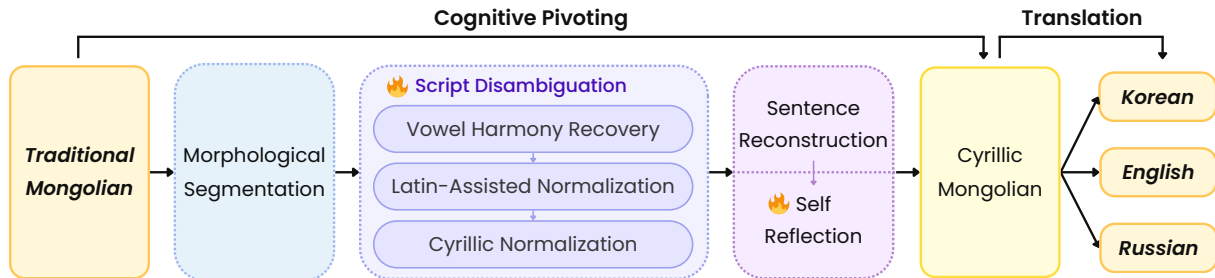 Cognitive Pivoting
Translation
Traditional
Mongolian
Morphological
Segmentation
🔥 Script Disambiguation
Vowel Harmony Recovery
Latin-Assisted Normalization
Cyrillic Normalization
Sentence
Reconstruction
🔥 Self
Reflection
Cyrillic
Mongolian
Korean
English
Russian